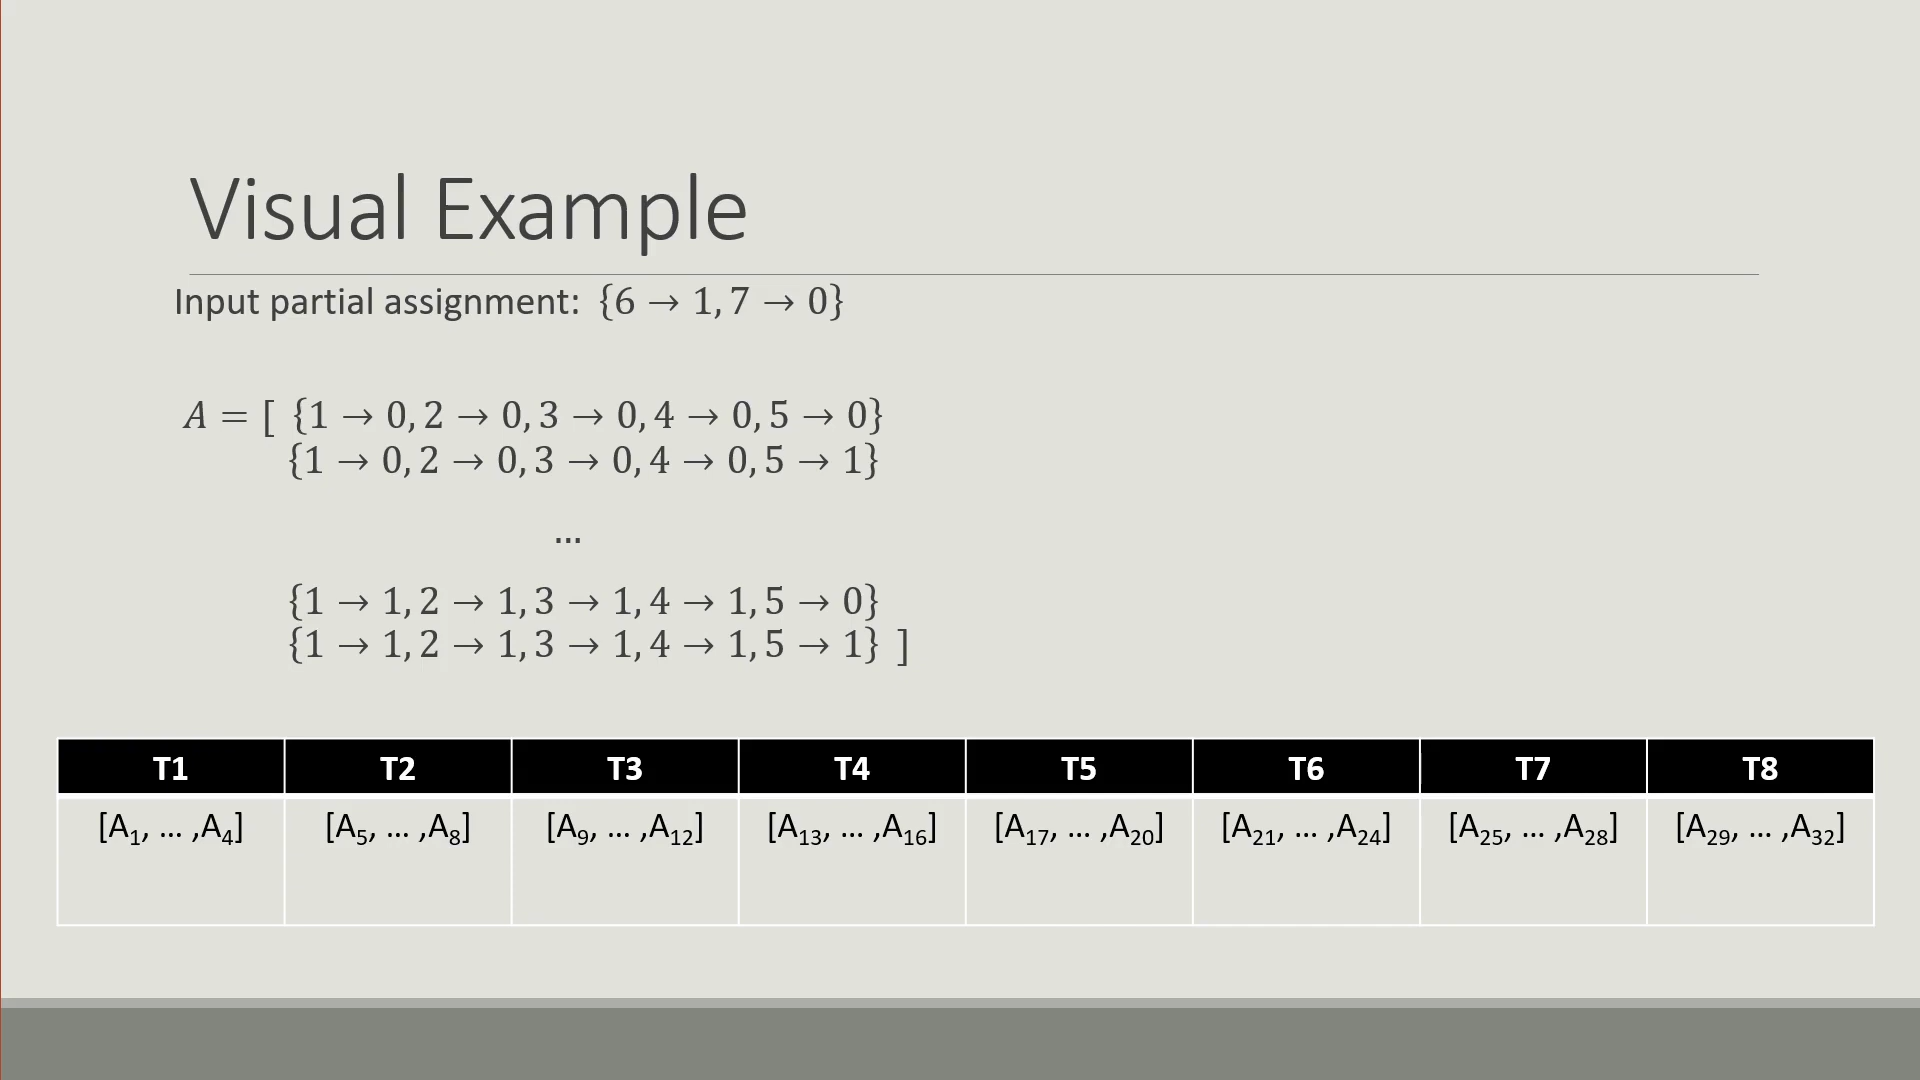 Visual Example
Input partial assignment: {6 → 1, 7 → 0}
A = [ {1 → 0, 2 → 0, 3 → 0, 4 → 0, 5 → 0}
{1 → 0, 2 → 0, 3 → 0, 4 → 0, 5 → 1}
...
{1 → 1, 2 → 1, 3 → 1, 4 → 1, 5 → 0}
{1 → 1, 2 → 1, 3 → 1, 4 → 1, 5 → 1} ]
T1 T2 T3 T4 T5 T6 T7 T8
[A₁, ... ,A₄] [A₅, ... ,A₈] [A₉, ... ,A₁₂] [A₁₃, ... ,A₁₆] [A₁₇, ... ,A₂₀] [A₂₁, ... ,A₂₄] [A₂₅, ... ,A₂₈] [A₂₉, ... ,A₃₂]